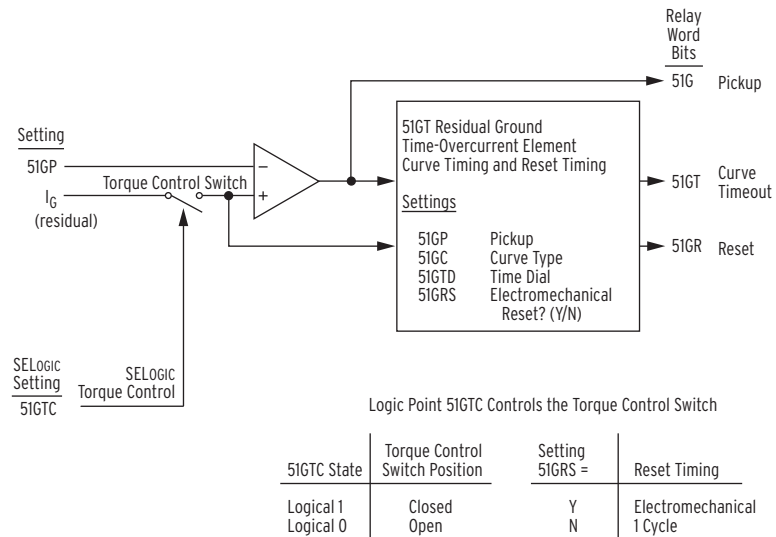 Relay
Word
Bits
51G Pickup
Setting
51GP
IG
(residual)
Torque Control Switch
−
+
51GT Residual Ground
Time-Overcurrent Element
Curve Timing and Reset Timing
Settings
51GP Pickup
51GC Curve Type
51GTD Time Dial
51GRS Electromechanical
Reset? (Y/N)
51GT Curve
Timeout
51GR Reset
SELOGIC
Setting
51GTC
SELOGIC
Torque Control
Logic Point 51GTC Controls the Torque Control Switch
51GTC State Torque Control
Switch Position
Logical 1 Closed
Logical 0 Open
Setting
51GRS = Reset Timing
Y Electromechanical
N 1 Cycle